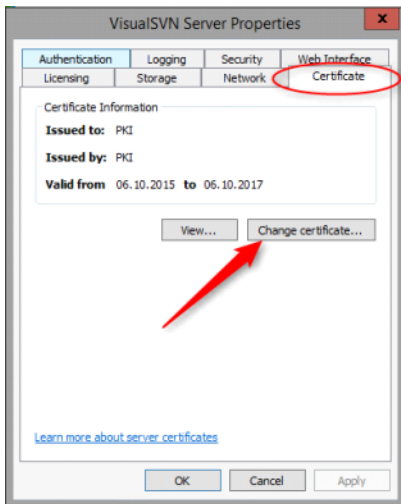 VisualSVN Server Properties
x
Authentication Logging Security Web Interface
Licensing Storage Network Certificate
Certificate Information
Issued to: PKI
Issued by: PKI
Valid from 06.10.2015 to 06.10.2017
View... Change certificate...
Learn more about server certificates
OK Cancel Apply